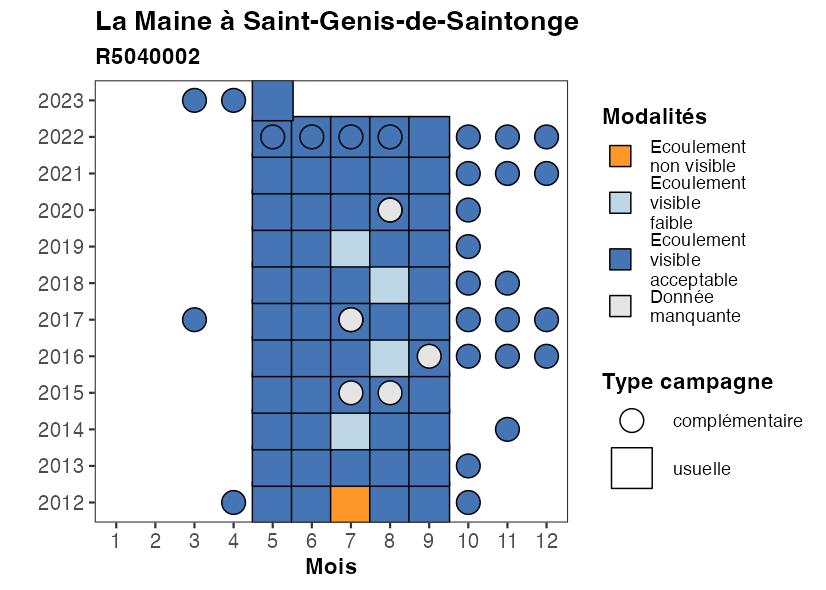 La Maine à Saint-Genis-de-Saintonge
R5040002
2023
2022
2021
2020
2019
2018
2017
2016
2015
2014
2013
2012
1 2 3 4 5 6 7 8 9 10 11 12
Mois
Modalités
Ecoulement
non visible
Ecoulement
visible
faible
Ecoulement
visible
acceptable
Donnée
manquante
Type campagne
complémentaire
usuelle